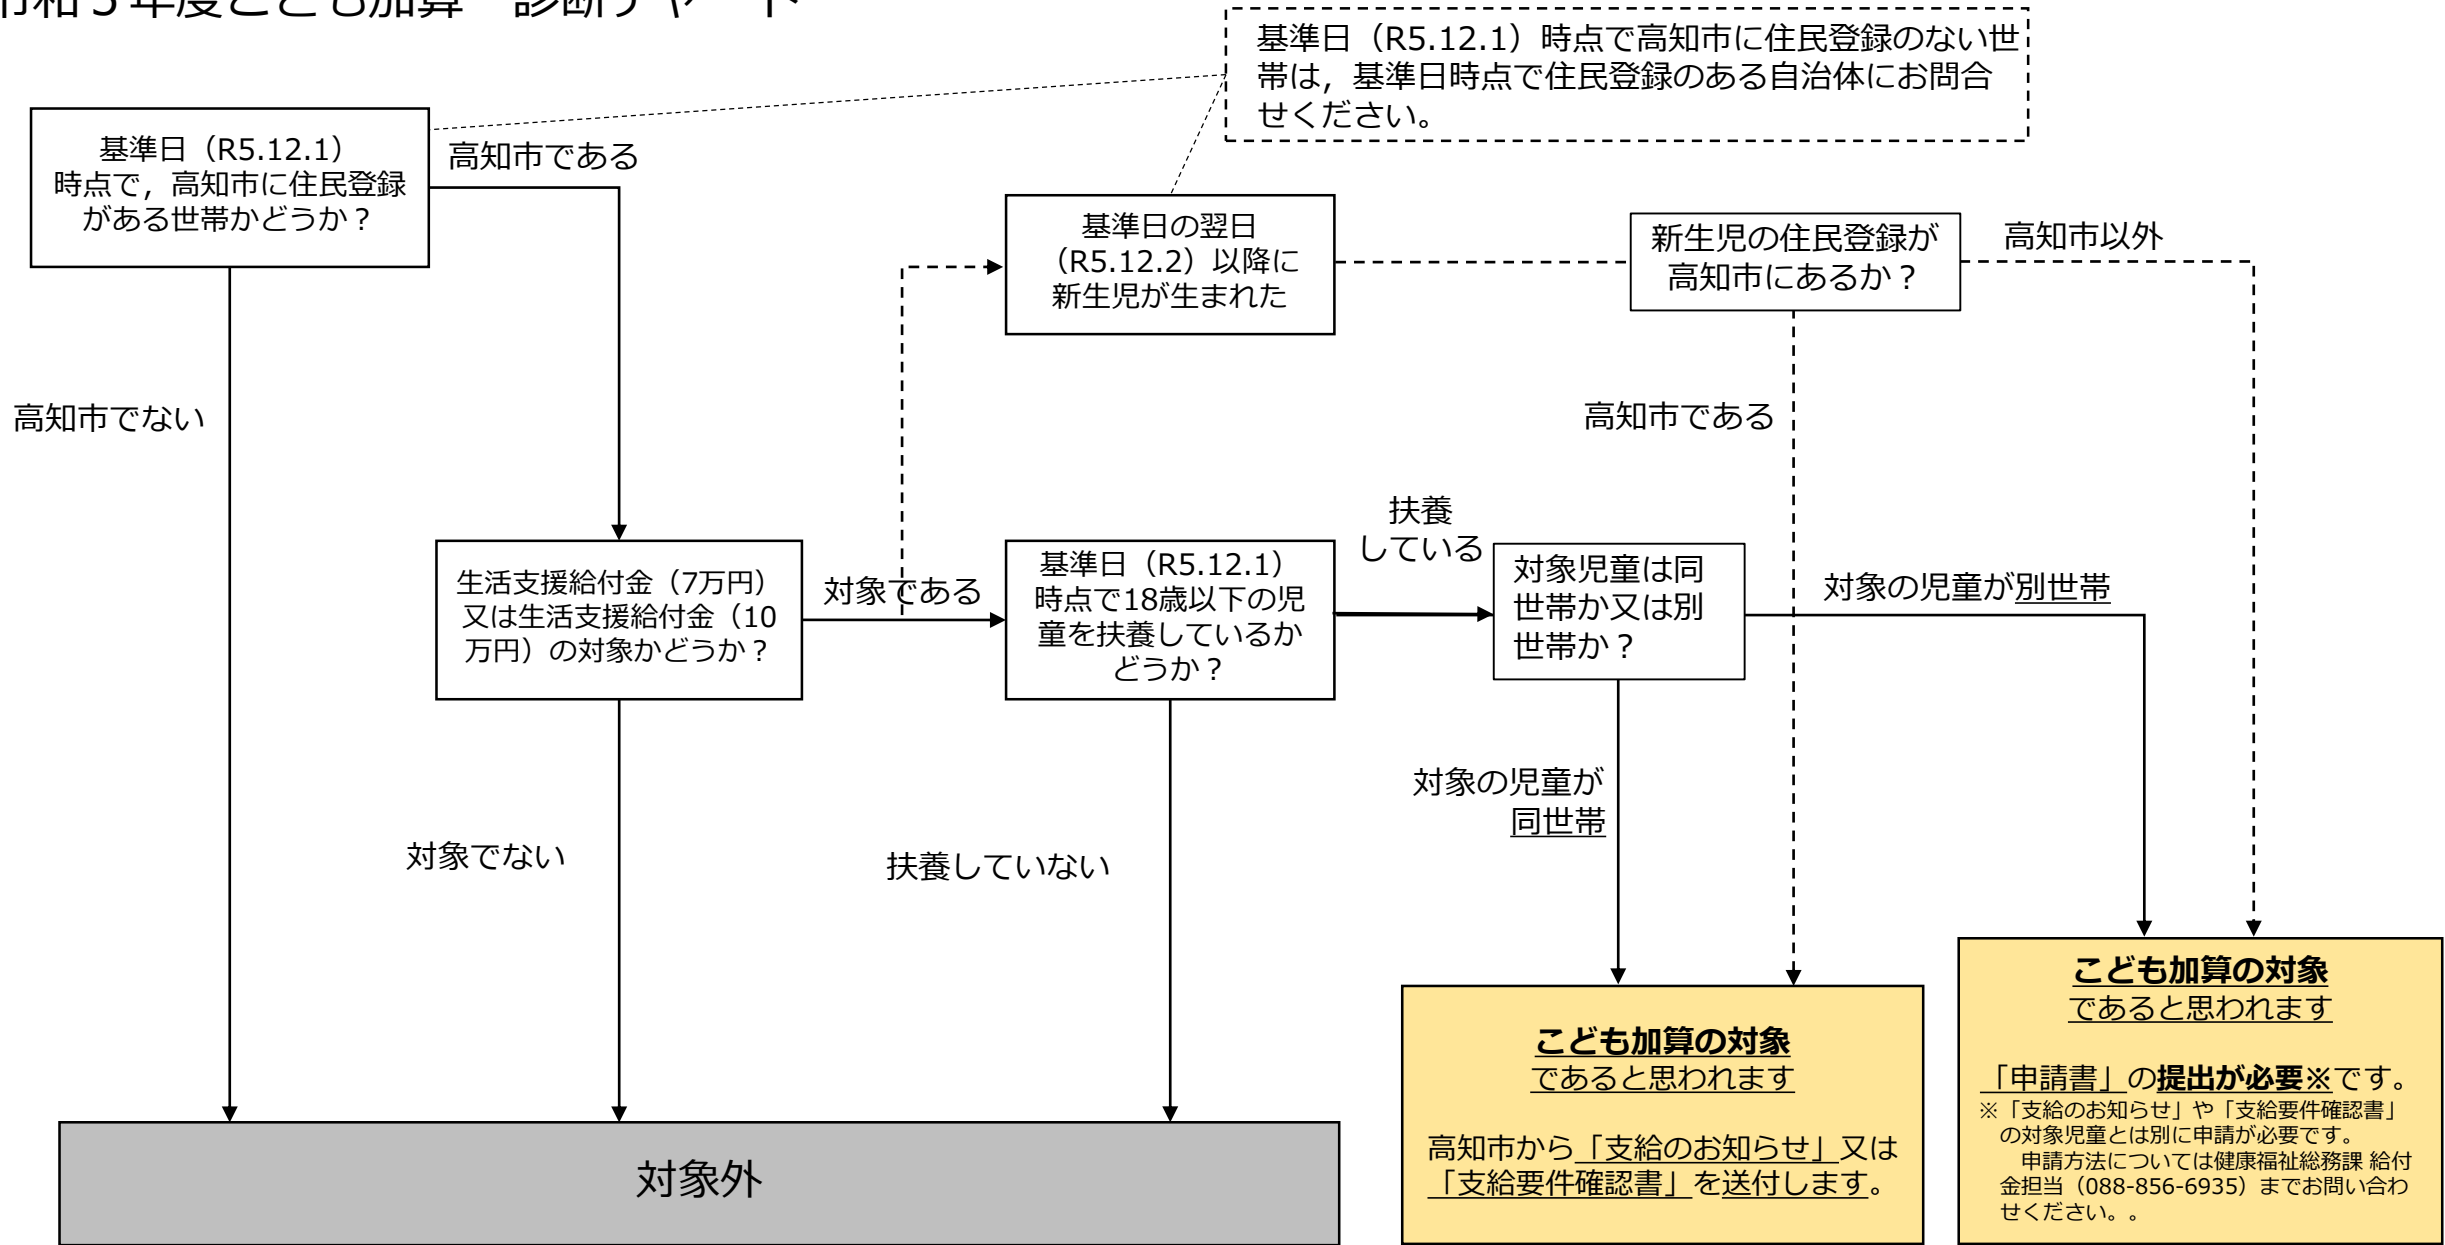 令和５年度こども加算 診断チャート
基準日（R5.12.1）時点で高知市に住民登録のない世
帯は，基準日時点で住民登録のある自治体にお問合
せください。
基準日（R5.12.1）
時点で，高知市に住民登録
がある世帯かどうか？
高知市である
高知市でない
基準日の翌日
（R5.12.2）以降に
新生児が生まれた
新生児の住民登録が
高知市にあるか？
高知市以外
高知市である
生活支援給付金（7万円）
又は生活支援給付金（10
万円）の対象かどうか？
対象である
基準日（R5.12.1）
時点で18歳以下の児
童を扶養しているか
どうか？
扶養
している
対象児童は同
世帯か又は別
世帯か？
対象の児童が別世帯
対象の児童が
同世帯
対象でない
扶養していない
対象外
こども加算の対象
であると思われます
高知市から「支給のお知らせ」又は
「支給要件確認書」を送付します。
こども加算の対象
であると思われます
「申請書」の提出が必要※です。
※「支給のお知らせ」や「支給要件確認書」
の対象児童とは別に申請が必要です。
申請方法については健康福祉総務課 給付
金担当（088-856-6935）までお問い合わ
せください。。